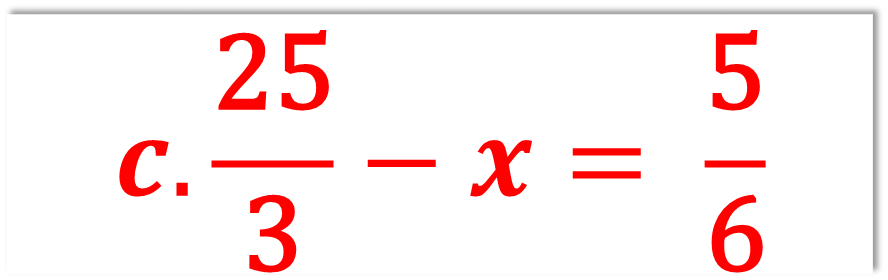 c. 25/3 − x = 5/6